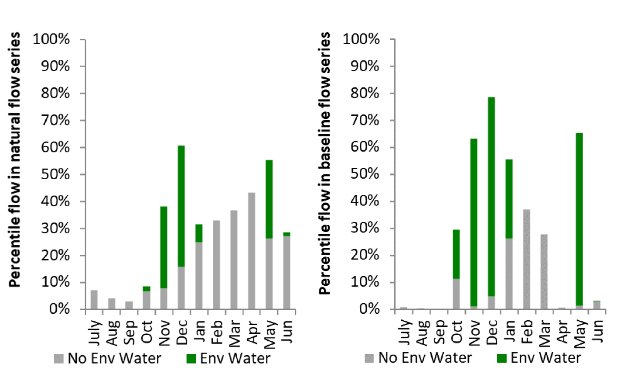 Percentile flow in natural flow series
100%
90%
80%
70%
60%
50%
40%
30%
20%
10%
0%
July
Aug
Sep
Oct
Nov
Dec
Jan
Feb
Mar
Apr
May
Jun
No Env Water
Env Water
Percentile flow in baseline flow series
100%
90%
80%
70%
60%
50%
40%
30%
20%
10%
0%
July
Aug
Sep
Oct
Nov
Dec
Jan
Feb
Mar
Apr
May
Jun
No Env Water
Env Water